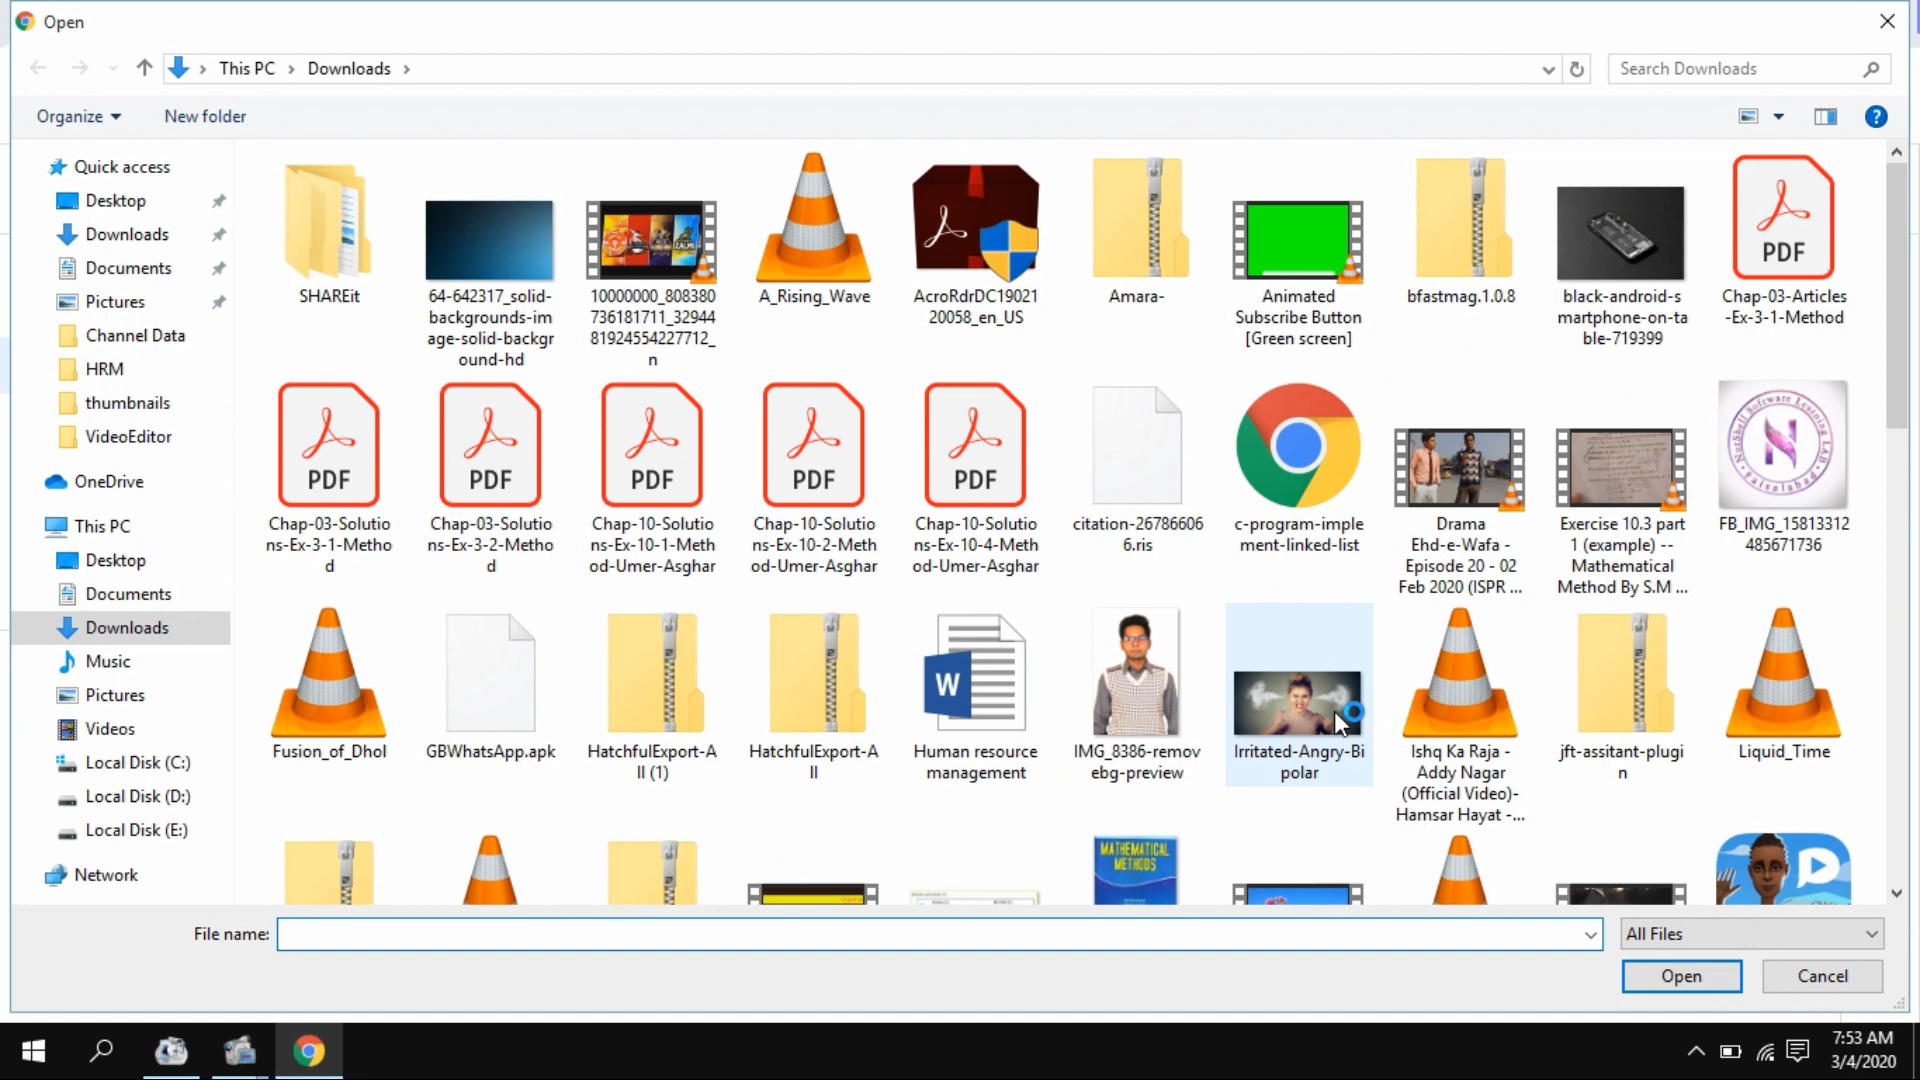 Open
This PC
Downloads
Search Downloads
Organize
New folder
Quick access
Desktop
Downloads
Documents
Pictures
Channel Data
HRM
thumbnails
VideoEditor
OneDrive
This PC
Desktop
Documents
Downloads
Music
Pictures
Videos
Local Disk (C:)
Local Disk (D:)
Local Disk (E:)
Network
SHAREit
64-642317_solid-
backgrounds-im
age-solid-backgr
ound-hd
10000000_808380
736181711_32944
81924554227712_
n
A_Rising_Wave
AcroRdrDC19021
20058_en_US
Amara-
Animated
Subscribe Button
[Green screen]
bfastmag.1.0.8
black-android-s
martphone-on-ta
ble-719399
PDF
Chap-03-Articles
-Ex-3-1-Method
PDF
Chap-03-Solutio
ns-Ex-3-1-Metho
d
PDF
Chap-03-Solutio
ns-Ex-3-2-Metho
d
PDF
Chap-10-Solutio
ns-Ex-10-1-Meth
od-Umer-Asghar
PDF
Chap-10-Solutio
ns-Ex-10-2-Meth
od-Umer-Asghar
PDF
Chap-10-Solutio
ns-Ex-10-4-Meth
od-Umer-Asghar
citation-26786606
6.ris
c-program-imple
ment-linked-list
Drama
Ehd-e-Wafa -
Episode 20 - 02
Feb 2020 (ISPR ...
Exercise 10.3 part
1 (example) --
Mathematical
Method By S.M ...
NutShell Software Learning LAB
Faisalabad
N
FB_IMG_15813312
485671736
Fusion_of_Dhol
GBWhatsApp.apk
HatchfulExport-A
ll (1)
HatchfulExport-A
ll
W
Human resource
management
IMG_8386-remov
ebg-preview
Irritated-Angry-Bi
polar
Ishq Ka Raja -
Addy Nagar
(Official Video)-
Hamsar Hayat -...
jft-assitant-plugi
n
Liquid_Time
MATHEMATICAL
METHODS
File name:
All Files
Open
Cancel
7:53 AM
3/4/2020